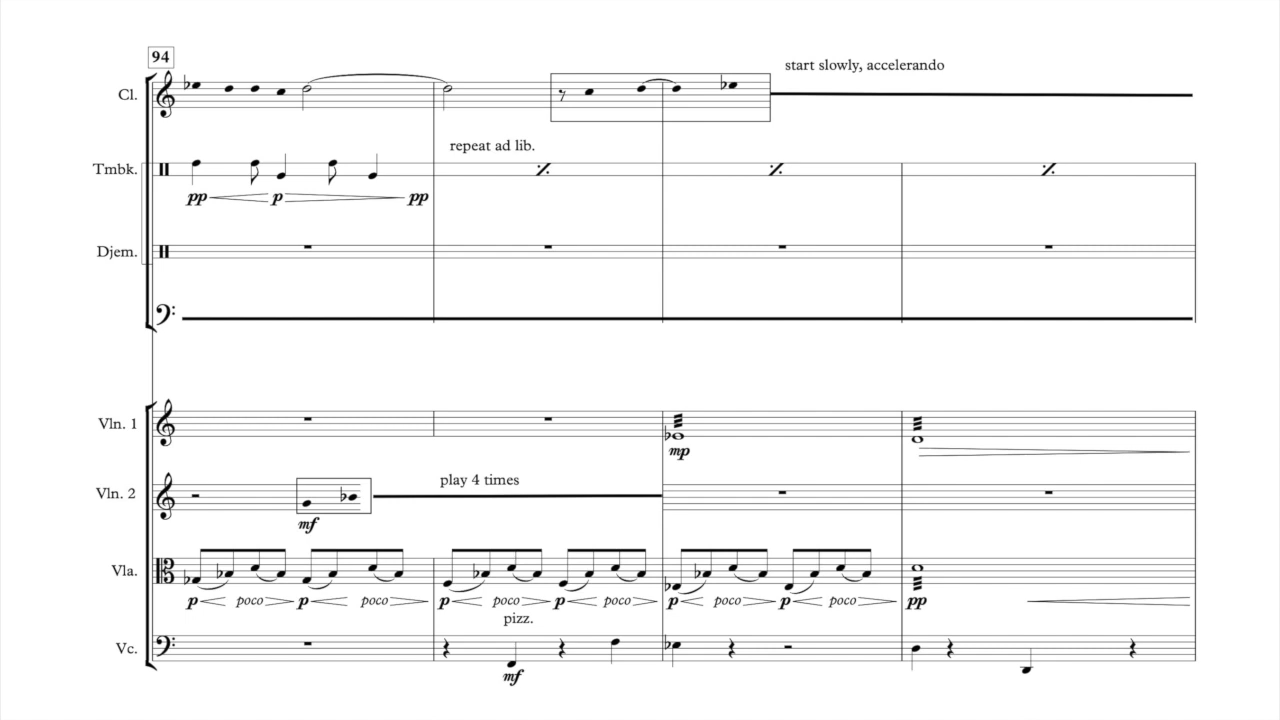 94
start slowly, accelerando
Cl.
repeat ad lib.
Tmbk.
pp p pp
Djem.
Vln. 1
mp
play 4 times
Vln. 2
mf
Vla.
p poco p poco p poco p poco p poco p poco pp
pizz.
Vc.
mf